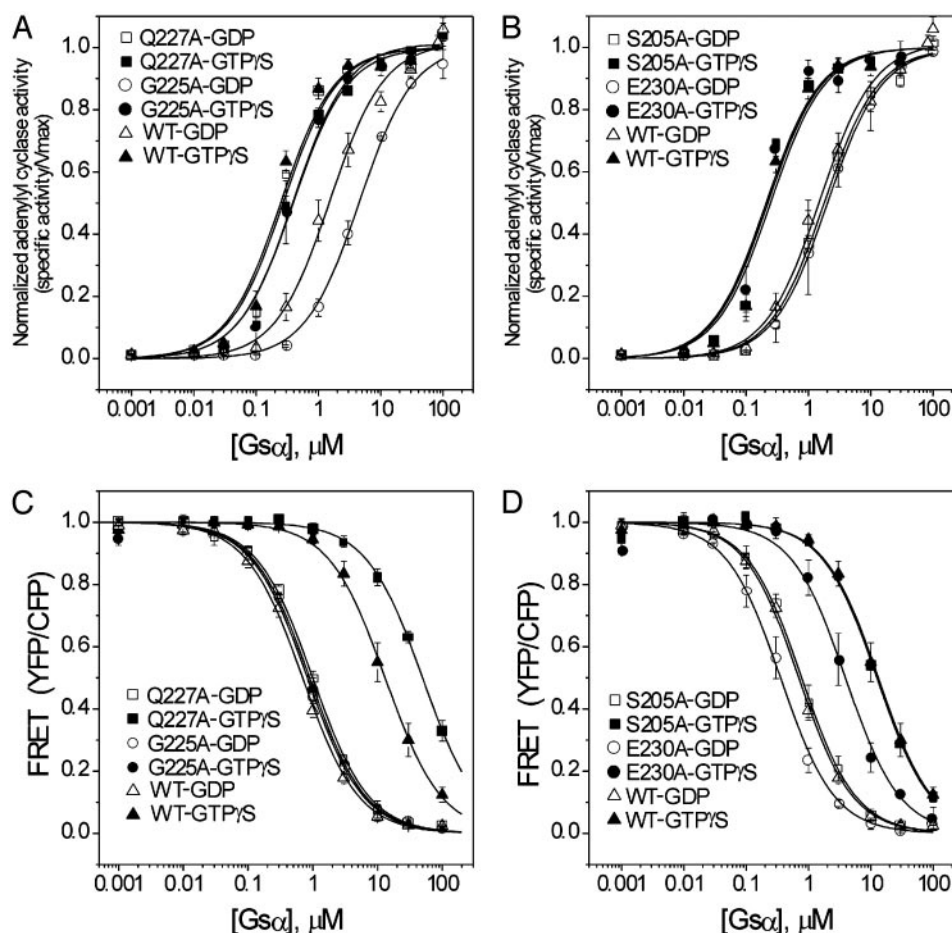 A
Normalized adenylyl cyclase activity
(specific activity/Vmax)
1.0
0.8
0.6
0.4
0.2
0.0
Q227A-GDP
Q227A-GTPγS
G225A-GDP
G225A-GTPγS
WT-GDP
WT-GTPγS
0.001 0.01 0.1 1 10 100
[Gsα], μM
B
Normalized adenylyl cyclase activity
(specific activity/Vmax)
1.0
0.8
0.6
0.4
0.2
0.0
S205A-GDP
S205A-GTPγS
E230A-GDP
E230A-GTPγS
WT-GDP
WT-GTPγS
0.001 0.01 0.1 1 10 100
[Gsα], μM
C
FRET (YFP/CFP)
1.0
0.8
0.6
0.4
0.2
0.0
Q227A-GDP
Q227A-GTPγS
G225A-GDP
G225A-GTPγS
WT-GDP
WT-GTPγS
0.001 0.01 0.1 1 10 100
[Gsα], μM
D
FRET (YFP/CFP)
1.0
0.8
0.6
0.4
0.2
0.0
S205A-GDP
S205A-GTPγS
E230A-GDP
E230A-GTPγS
WT-GDP
WT-GTPγS
0.001 0.01 0.1 1 10 100
[Gsα], μM